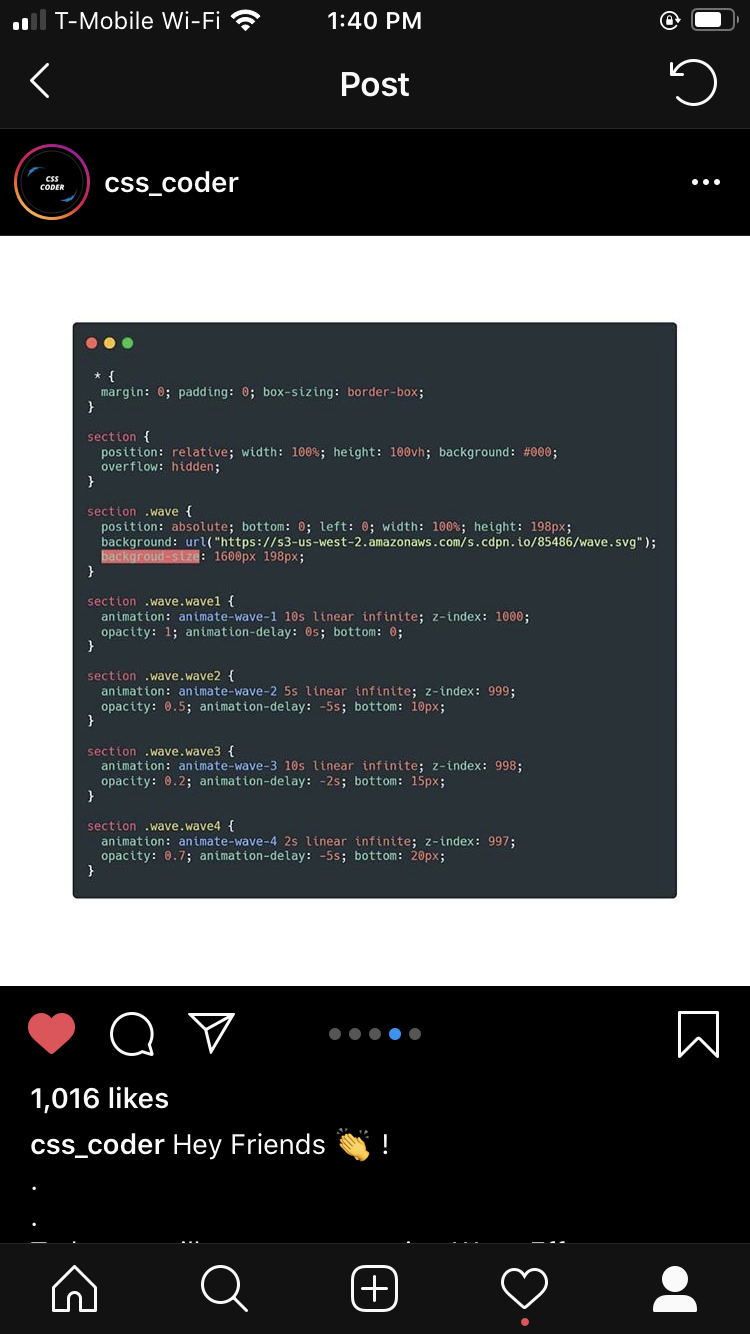 T-Mobile Wi-Fi 1:40 PM
Post
CSS
CODER
css_coder
* {
margin: 0; padding: 0; box-sizing: border-box;
}
section {
position: relative; width: 100%; height: 100vh; background: #000;
overflow: hidden;
}
section .wave {
position: absolute; bottom: 0; left: 0; width: 100%; height: 198px;
background: url("https://s3-us-west-2.amazonaws.com/s.cdpn.io/85486/wave.svg");
backgroud-size: 1600px 198px;
}
section .wave.wave1 {
animation: animate-wave-1 10s linear infinite; z-index: 1000;
opacity: 1; animation-delay: 0s; bottom: 0;
}
section .wave.wave2 {
animation: animate-wave-2 5s linear infinite; z-index: 999;
opacity: 0.5; animation-delay: -5s; bottom: 10px;
}
section .wave.wave3 {
animation: animate-wave-3 10s linear infinite; z-index: 998;
opacity: 0.2; animation-delay: -2s; bottom: 15px;
}
section .wave.wave4 {
animation: animate-wave-4 2s linear infinite; z-index: 997;
opacity: 0.7; animation-delay: -5s; bottom: 20px;
}
1,016 likes
css_coder Hey Friends 👏 !
.
.